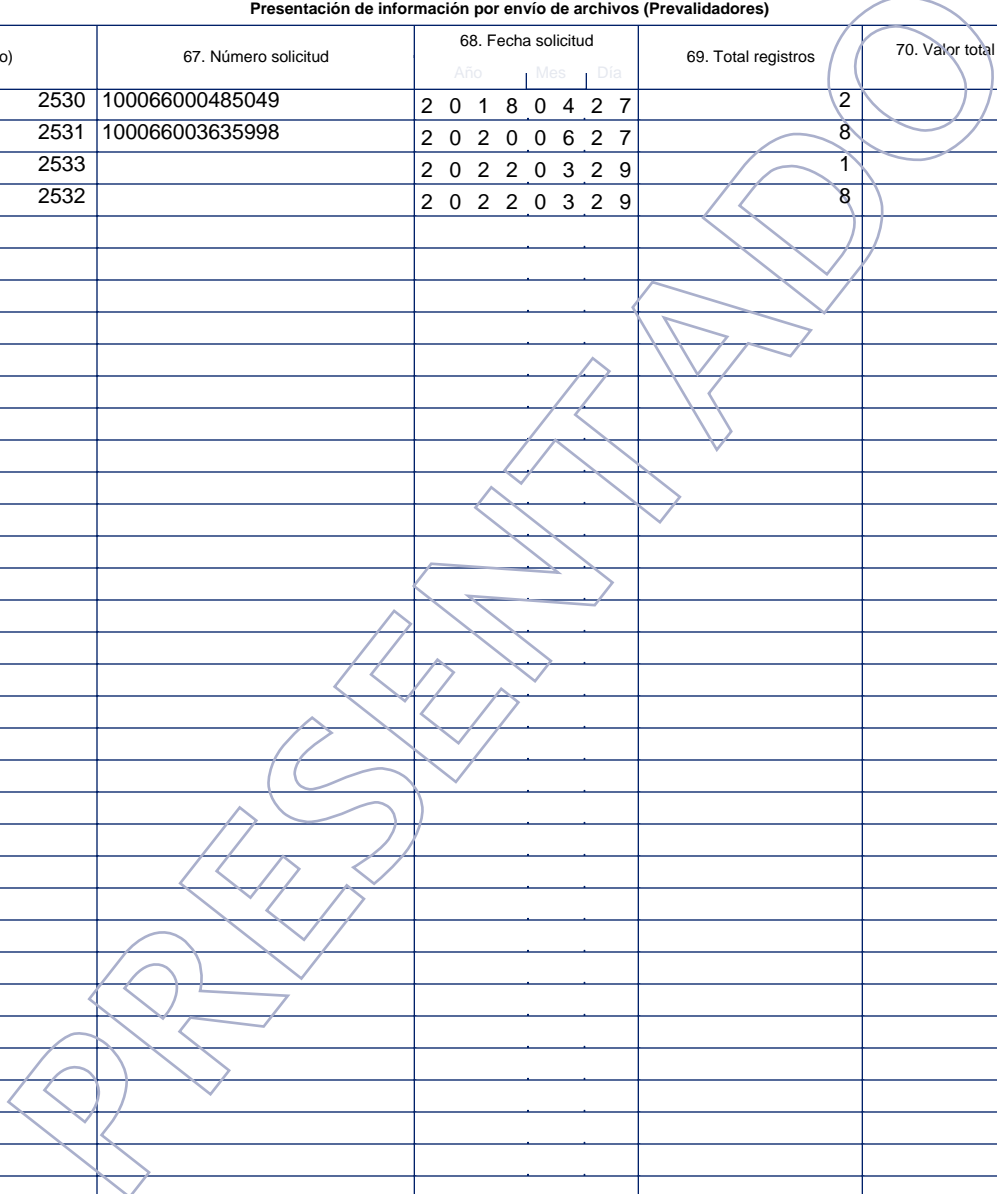 Presentación de información por envío de archivos (Prevalidadores)
o) 67. Número solicitud 68. Fecha solicitud 69. Total registros 70. Valor total
Año Mes Día
2530 100066000485049 2 0 1 8 0 4 2 7 2
2531 100066003635998 2 0 2 0 0 6 2 7 8
2533 2 0 2 2 0 3 2 9 1
2532 2 0 2 2 0 3 2 9 8
PRESENTADO